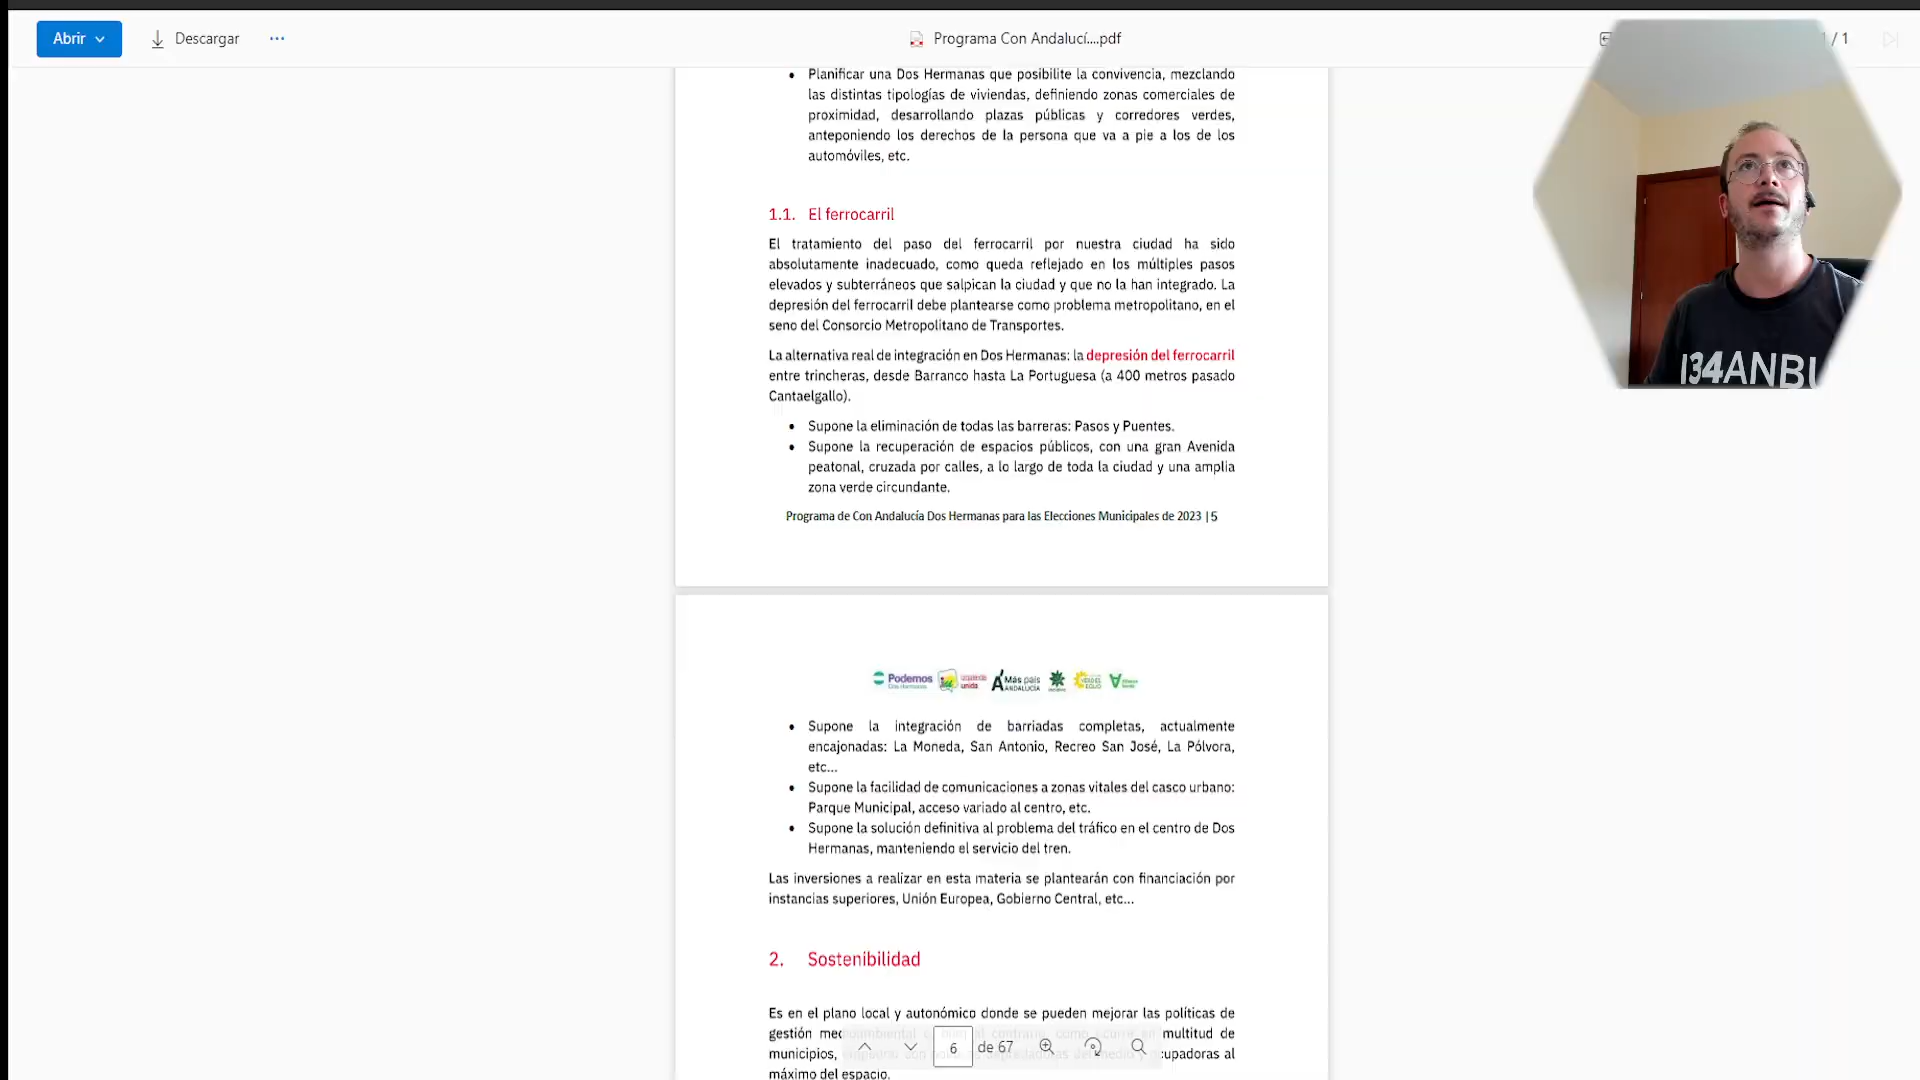 Abrir
Descargar
...
Programa Con Andalucí....pdf
/ 1
• Planificar una Dos Hermanas que posibilite la convivencia, mezclando
las distintas tipologías de viviendas, definiendo zonas comerciales de
proximidad, desarrollando plazas públicas y corredores verdes,
anteponiendo los derechos de la persona que va a pie a los de los
automóviles, etc.
1.1. El ferrocarril
El tratamiento del paso del ferrocarril por nuestra ciudad ha sido
absolutamente inadecuado, como queda reflejado en los múltiples pasos
elevados y subterráneos que salpican la ciudad y que no la han integrado. La
depresión del ferrocarril debe plantearse como problema metropolitano, en el
seno del Consorcio Metropolitano de Transportes.
La alternativa real de integración en Dos Hermanas: la depresión del ferrocarril
entre trincheras, desde Barranco hasta La Portuguesa (a 400 metros pasado
Cantaelgallo).
• Supone la eliminación de todas las barreras: Pasos y Puentes.
• Supone la recuperación de espacios públicos, con una gran Avenida
peatonal, cruzada por calles, a lo largo de toda la ciudad y una amplia
zona verde circundante.
Programa de Con Andalucía Dos Hermanas para las Elecciones Municipales de 2023 | 5
Podemos
Dos Hermanas
unida
Más país
ANDALUCÍA
• Supone la integración de barriadas completas, actualmente
encajonadas: La Moneda, San Antonio, Recreo San José, La Pólvora,
etc...
• Supone la facilidad de comunicaciones a zonas vitales del casco urbano:
Parque Municipal, acceso variado al centro, etc.
• Supone la solución definitiva al problema del tráfico en el centro de Dos
Hermanas, manteniendo el servicio del tren.
Las inversiones a realizar en esta materia se plantearán con financiación por
instancias superiores, Unión Europea, Gobierno Central, etc...
2. Sostenibilidad
Es en el plano local y autonómico donde se pueden mejorar las políticas de
gestión multitud de
municipios, al
máximo del espacio.
6 de 67